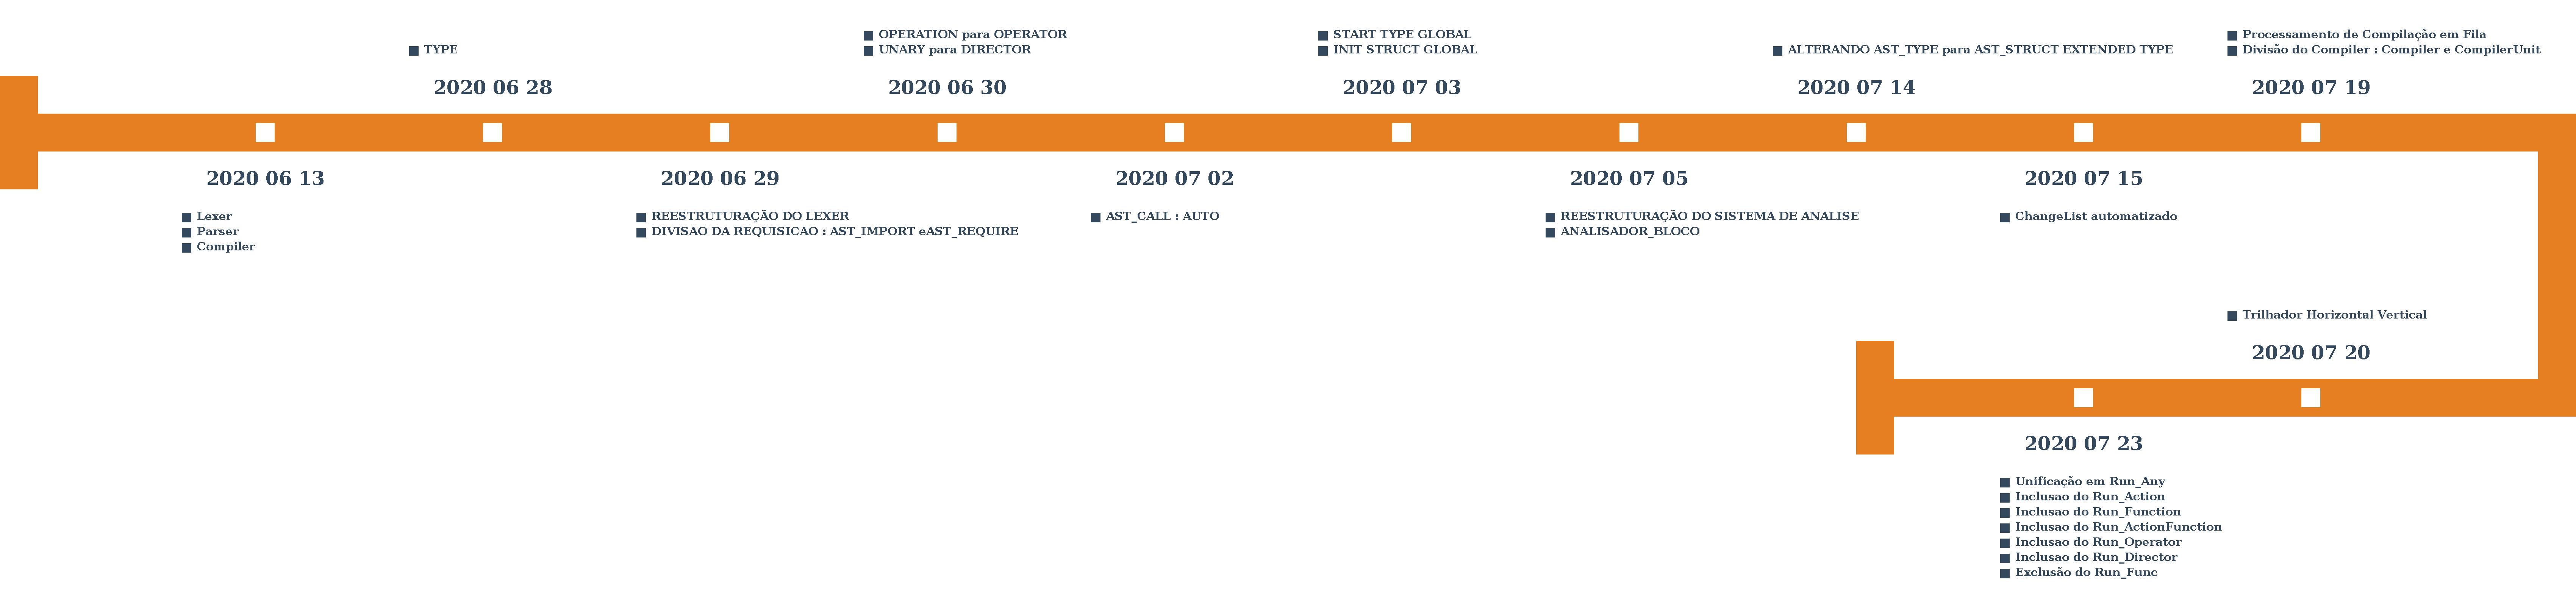 TYPE
2020 06 28
OPERATION para OPERATOR
UNARY para DIRECTOR
2020 06 30
START TYPE GLOBAL
INIT STRUCT GLOBAL
2020 07 03
ALTERANDO AST_TYPE para AST_STRUCT EXTENDED TYPE
2020 07 14
Processamento de Compilação em Fila
Divisão do Compiler : Compiler e CompilerUnit
2020 07 19
2020 06 13
Lexer
Parser
Compiler
2020 06 29
REESTRUTURAÇÃO DO LEXER
DIVISAO DA REQUISICAO : AST_IMPORT eAST_REQUIRE
2020 07 02
AST_CALL : AUTO
2020 07 05
REESTRUTURAÇÃO DO SISTEMA DE ANALISE
ANALISADOR_BLOCO
2020 07 15
ChangeList automatizado
Trilhador Horizontal Vertical
2020 07 20
2020 07 23
Unificação em Run_Any
Inclusao do Run_Action
Inclusao do Run_Function
Inclusao do Run_ActionFunction
Inclusao do Run_Operator
Inclusao do Run_Director
Exclusão do Run_Func